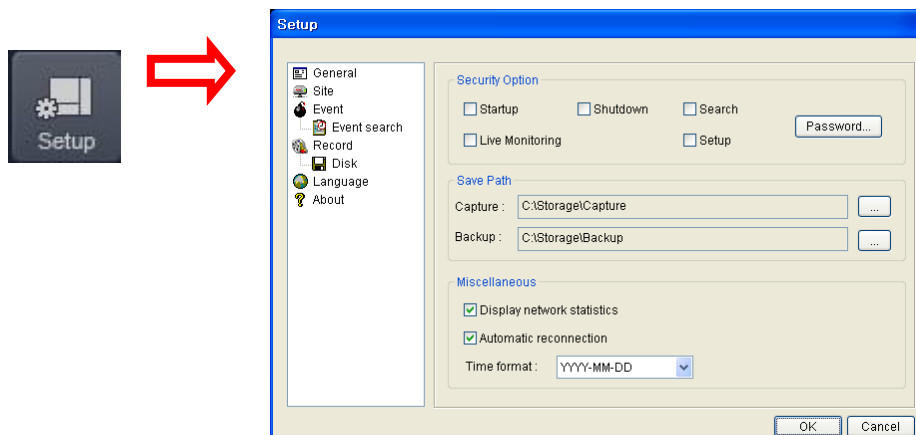 Setup
Setup
General
Site
Event
Event search
Record
Disk
Language
About
Security Option
Startup Shutdown Search
Password...
Live Monitoring Setup
Save Path
Capture : C:\Storage\Capture ...
Backup : C:\Storage\Backup ...
Miscellaneous
Display network statistics
Automatic reconnection
Time format : YYYY-MM-DD
OK Cancel